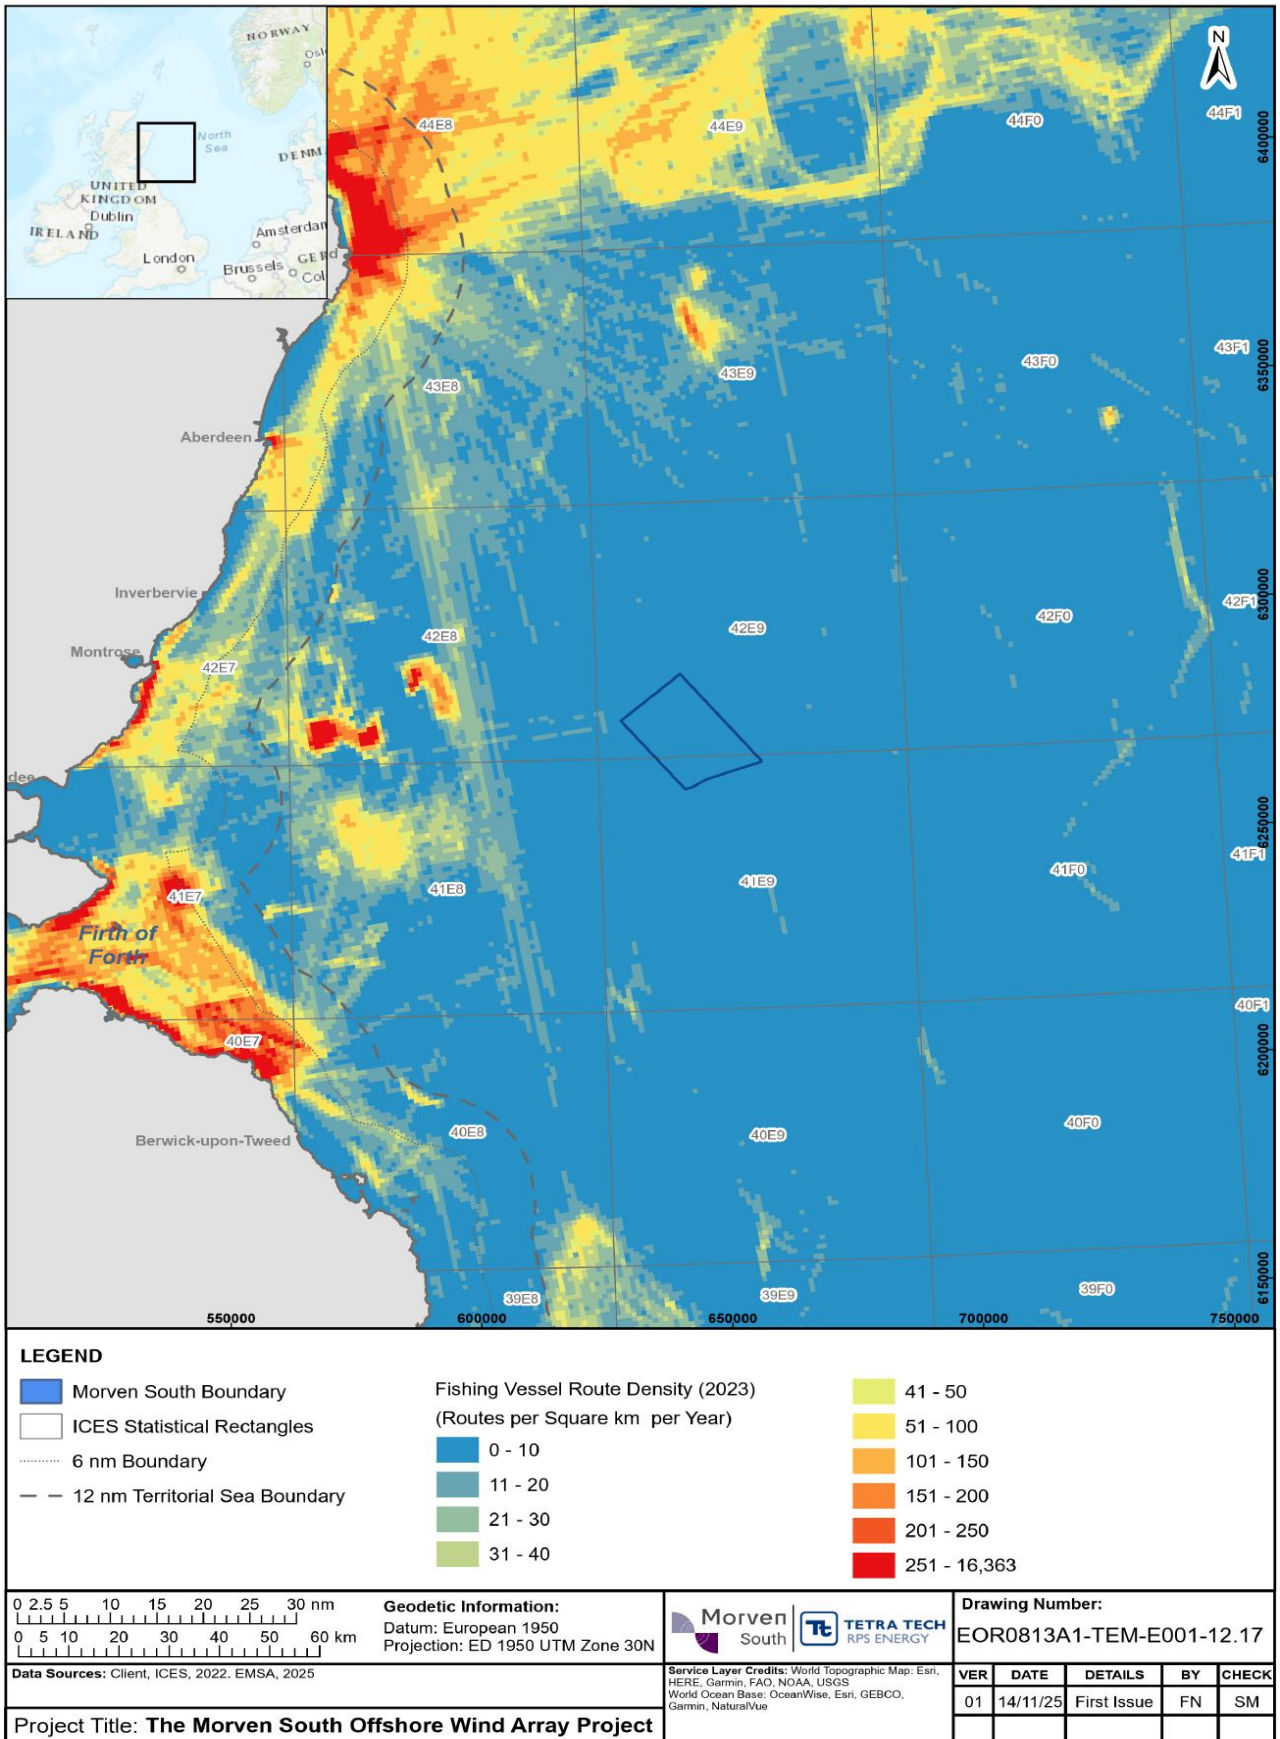 NORWAY
Osl
North
Sea
DENM
UNITED
KINGDOM
Dublin
IRELAND
Amsterdan
London
Brussels
GER
Col
d
N
44E8
44E9
44F0
44F1
6400000
43E8
43E9
43F0
43F1
6350000
Aberdeen
Inverbervie
Montrose
42E7
42E8
42E9
42F0
42F1
6300000
dee
6250000
41E7
41E8
41E9
41F0
41F1
Firth of
Forth
40E7
40F1
6200000
Berwick-upon-Tweed
40E8
40E9
40F0
39E8
39E9
39F0
6150000
550000
600000
650000
700000
750000
LEGEND
Morven South Boundary
ICES Statistical Rectangles
6 nm Boundary
12 nm Territorial Sea Boundary
Fishing Vessel Route Density (2023)
(Routes per Square km per Year)
0 - 10
11 - 20
21 - 30
31 - 40
41 - 50
51 - 100
101 - 150
151 - 200
201 - 250
251 - 16,363
0 2.5 5 10 15 20 25 30 nm
0 5 10 20 30 40 50 60 km
Geodetic Information:
Datum: European 1950
Projection: ED 1950 UTM Zone 30N
Morven
South
Tt
TETRA TECH
RPS ENERGY
Drawing Number:
EOR0813A1-TEM-E001-12.17
Data Sources: Client, ICES, 2022. EMSA, 2025
Service Layer Credits: World Topographic Map: Esri,
HERE, Garmin, FAO, NOAA, USGS
World Ocean Base: OceanWise, Esri, GEBCO,
Garmin, NaturalVue
VER DATE DETAILS BY CHECK
01 14/11/25 First Issue FN SM
Project Title: The Morven South Offshore Wind Array Project